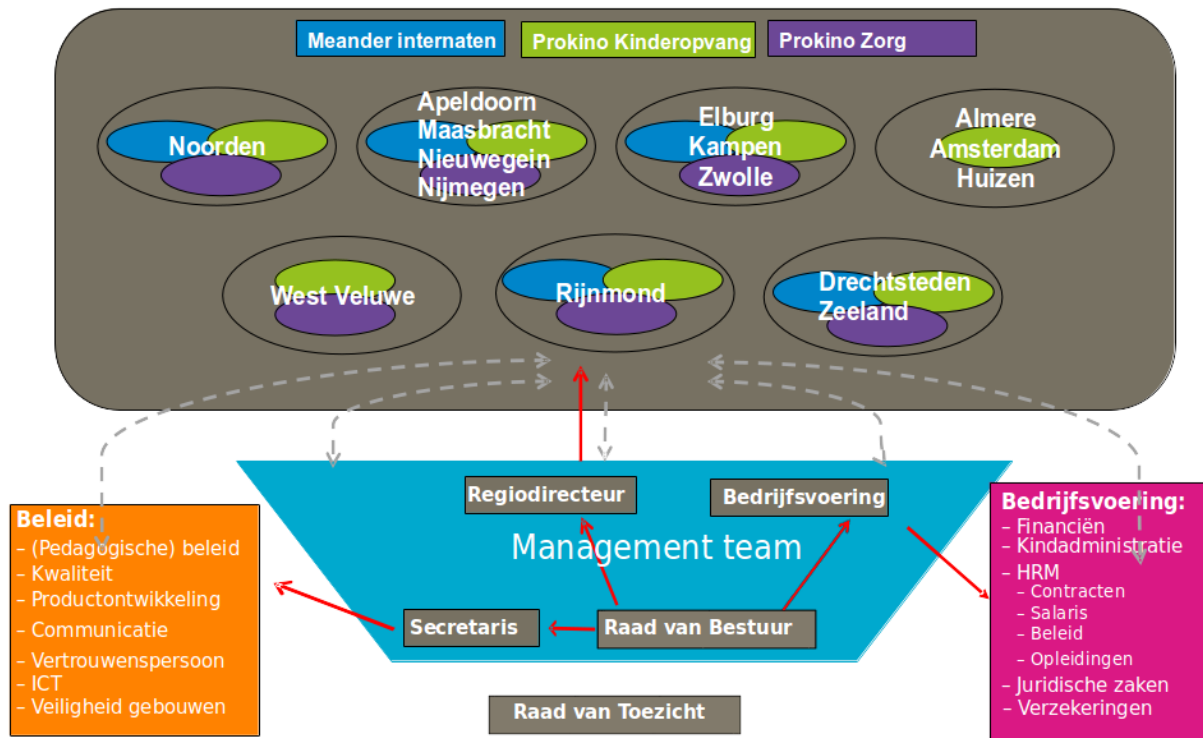 Meander internaten
Prokino Kinderopvang
Prokino Zorg
Noorden
Apeldoorn
Maasbracht
Nieuwegein
Nijmegen
Elburg
Kampen
Zwolle
Almere
Amsterdam
Huizen
West Veluwe
Rijnmond
Drechtsteden
Zeeland
Regiodirecteur
Bedrijfsvoering
Management team
Secretaris
Raad van Bestuur
Raad van Toezicht
Beleid:
– (Pedagogische) beleid
– Kwaliteit
– Productontwikkeling
– Communicatie
– Vertrouwenspersoon
– ICT
– Veiligheid gebouwen
Bedrijfsvoering:
– Financiën
– Kindadministratie
– HRM
– Contracten
– Salaris
– Beleid
– Opleidingen
– Juridische zaken
– Verzekeringen